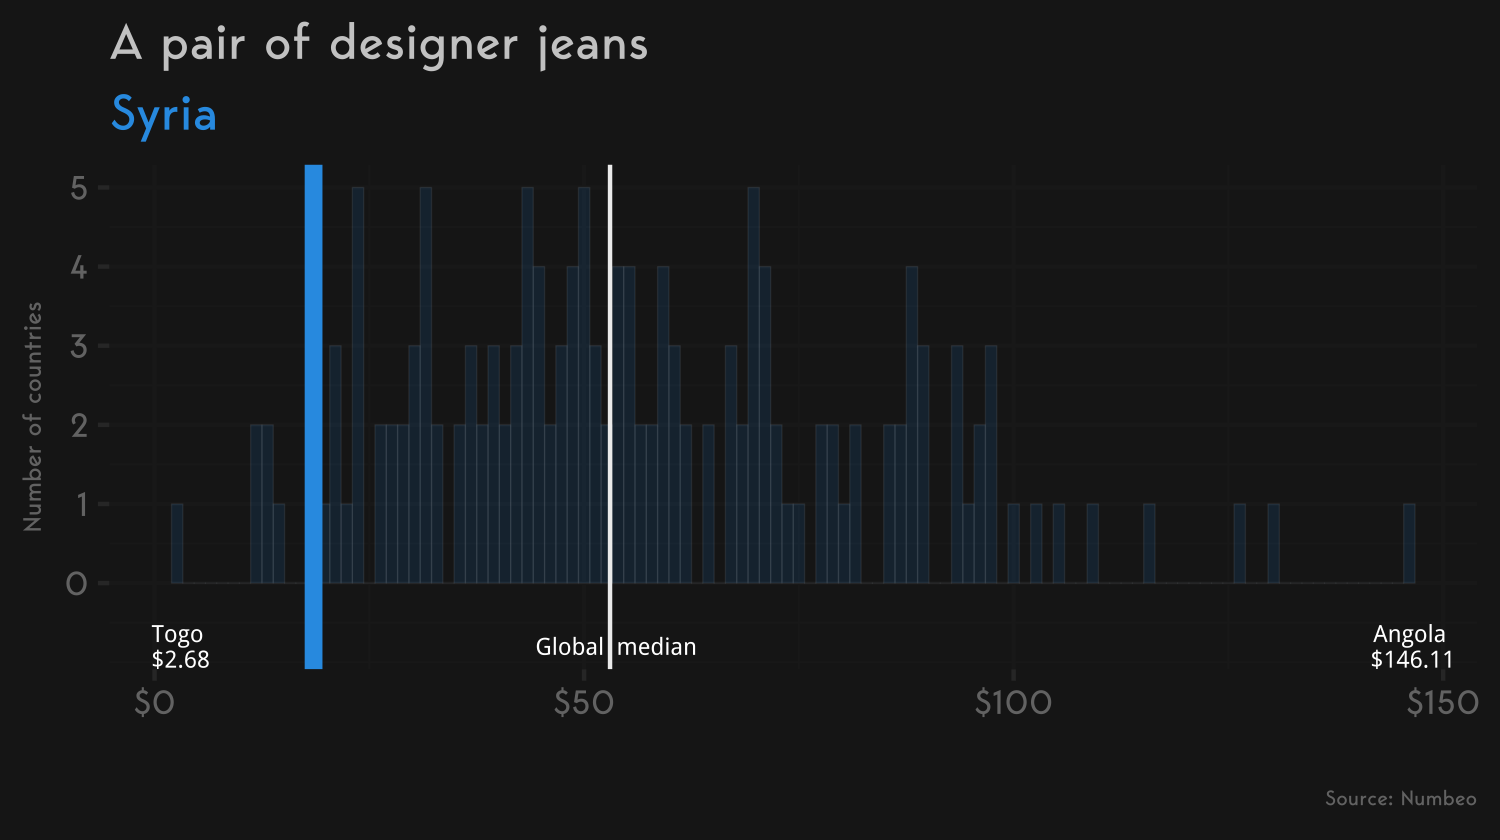 A pair of designer jeans
Syria
Number of countries
5
4
3
2
1
0
Togo
$2.68
Global median
Angola
$146.11
$0 $50 $100 $150
Source: Numbeo